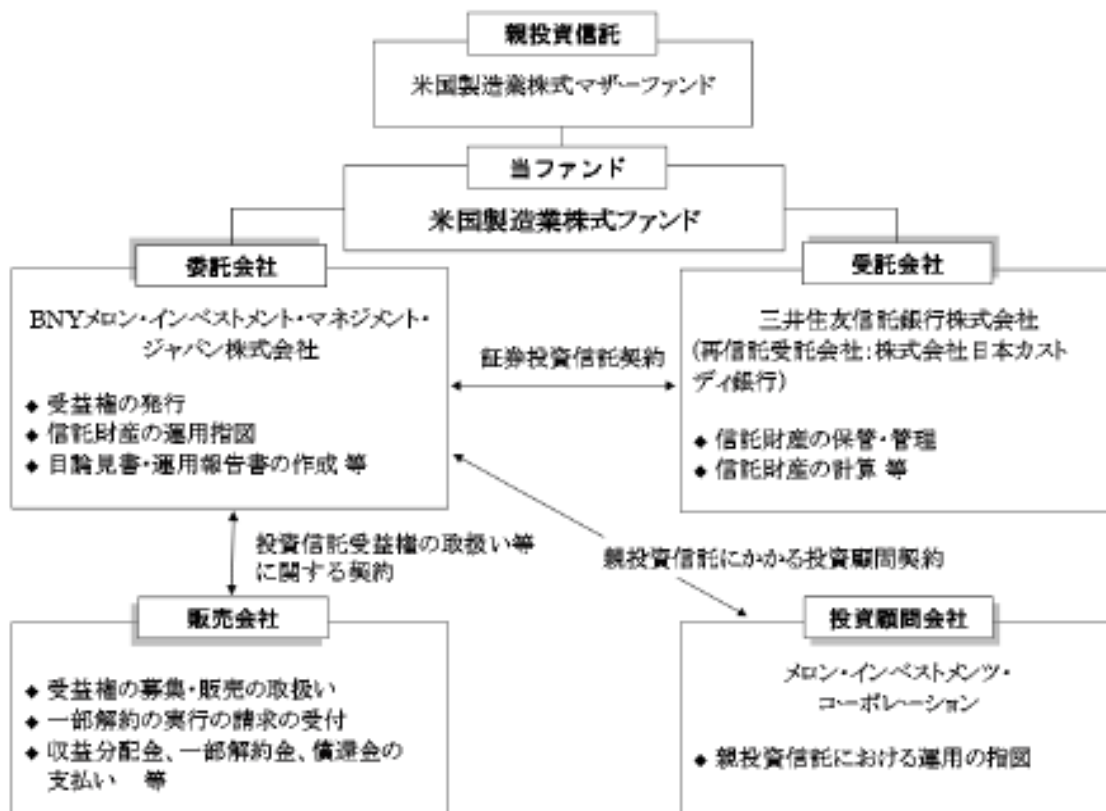 親投資信託
米国製造業株式マザーファンド
当ファンド
米国製造業株式ファンド
委託会社
BNYメロン・インベストメント・マネジメント・
ジャパン株式会社
◆ 受益権の発行
◆ 信託財産の運用指図
◆ 目論見書・運用報告書の作成 等
証券投資信託契約
受託会社
三井住友信託銀行株式会社
(再信託受託会社:株式会社日本カスト
ディ銀行)
◆ 信託財産の保管・管理
◆ 信託財産の計算 等
投資信託受益権の取扱い等
に関する契約
親投資信託にかかる投資顧問契約
販売会社
◆ 受益権の募集・販売の取扱い
◆ 一部解約の実行の請求の受付
◆ 収益分配金、一部解約金、償還金の
支払い 等
投資顧問会社
メロン・インベストメンツ・
コーポレーション
◆ 親投資信託における運用の指図